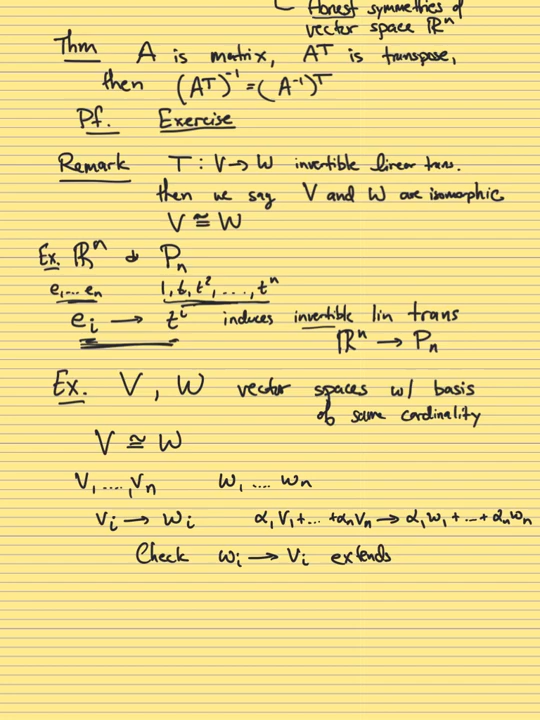 Honest symmetries of
vector space ℝⁿ
Thm A is matrix, AT is transpose,
then (AT)⁻¹=(A⁻¹)ᵀ
Pf. Exercise
Remark T : V→W invertible linear trans.
then we say V and W are isomorphic
V ≅ W
Ex. ℝⁿ & Pₙ
e₁...eₙ 1, t, t², ..., tⁿ
eᵢ → tⁱ induces invertible lin trans
ℝⁿ → Pₙ
Ex. V, W vector spaces w/ basis
of same cardinality
V ≅ W
V₁, ..., Vₙ W₁, .... Wₙ
Vᵢ → Wᵢ α₁V₁+... +αₙVₙ → α₁W₁+...+αₙWₙ
Check Wᵢ → Vᵢ extends